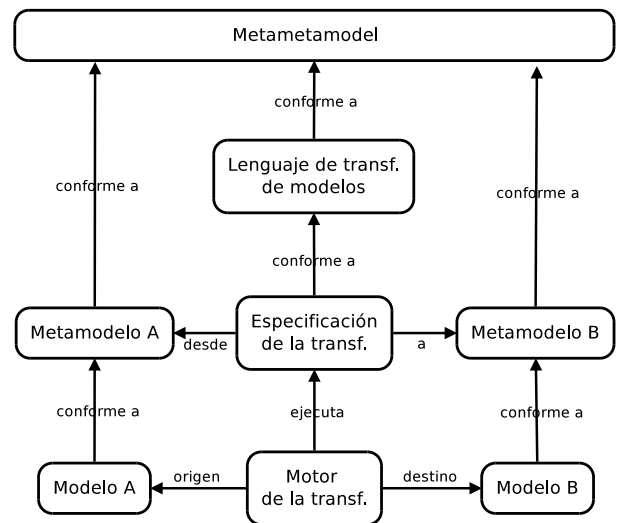 Metametamodel
conforme a
Lenguaje de transf.
de modelos
conforme a
conforme a
conforme a
Metamodelo A
desde
Especificación
de la transf.
a
Metamodelo B
conforme a
ejecuta
conforme a
Modelo A
origen
Motor
de la transf.
destino
Modelo B